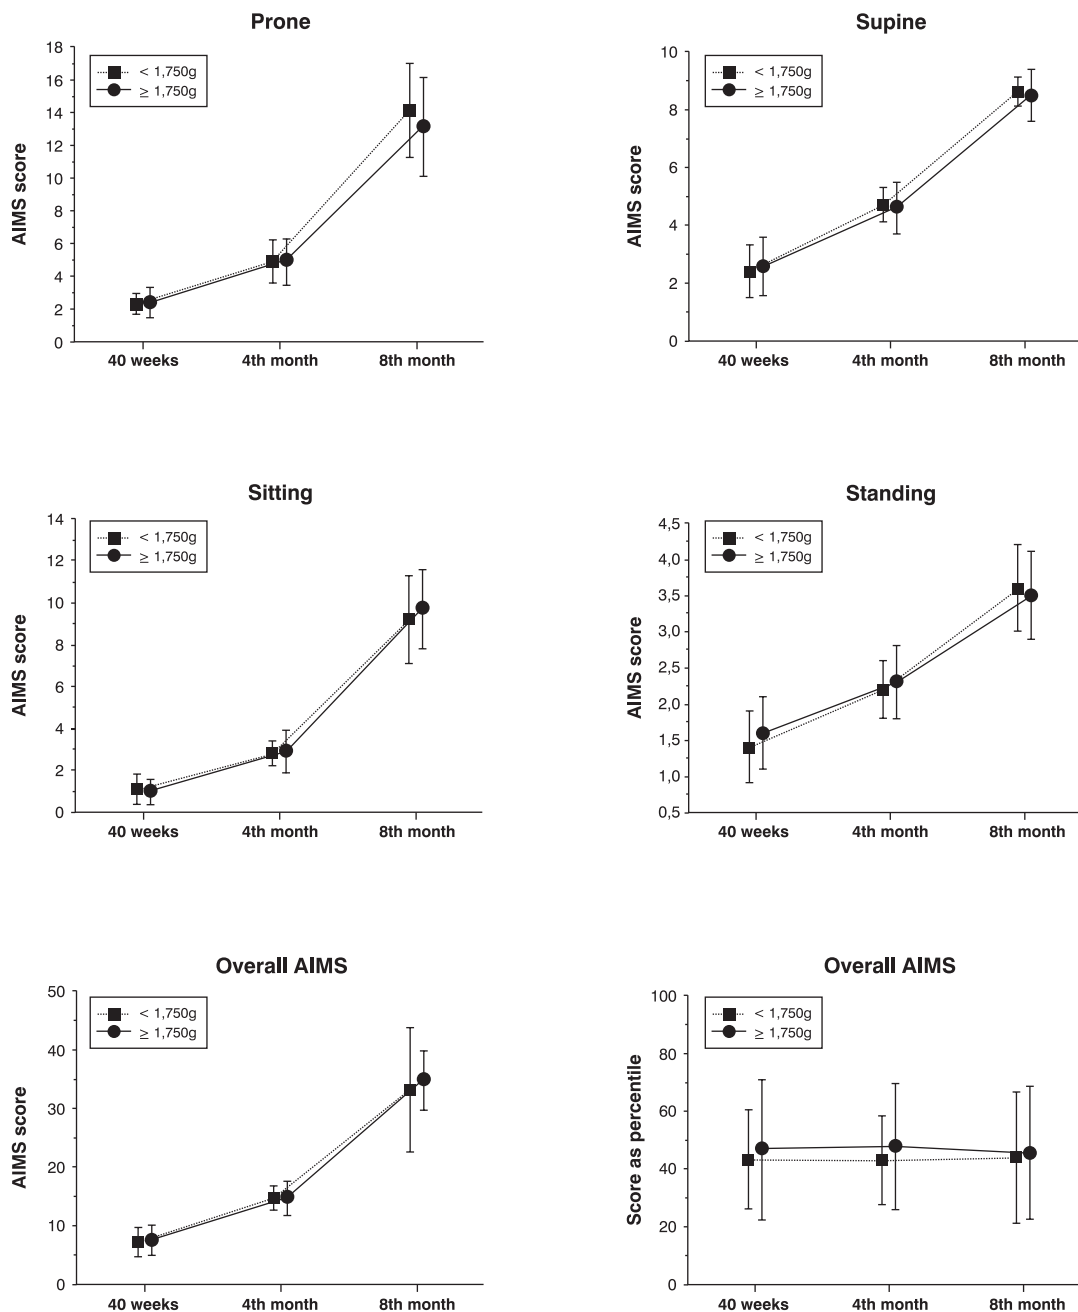 Prone
18
16
14
12
10
8
6
4
2
0
AIMS score
< 1,750g
≥ 1,750g
40 weeks 4th month 8th month
Supine
10
8
6
4
2
0
AIMS score
< 1,750g
≥ 1,750g
40 weeks 4th month 8th month
Sitting
14
12
10
8
6
4
2
0
AIMS score
< 1,750g
≥ 1,750g
40 weeks 4th month 8th month
Standing
4,5
4,0
3,5
3,0
2,5
2,0
1,5
1,0
0,5
AIMS score
< 1,750g
≥ 1,750g
40 weeks 4th month 8th month
Overall AIMS
50
40
30
20
10
0
AIMS score
< 1,750g
≥ 1,750g
40 weeks 4th month 8th month
Overall AIMS
100
80
60
40
20
0
Score as percentile
< 1,750g
≥ 1,750g
40 weeks 4th month 8th month